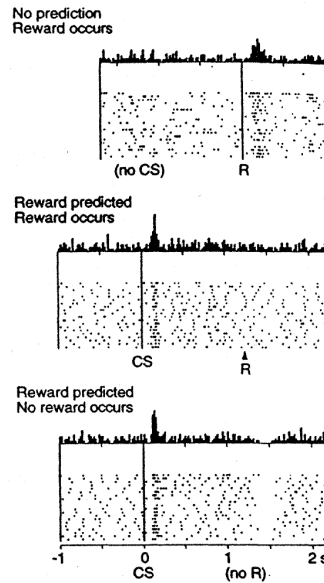 No prediction
Reward occurs
(no CS) R
Reward predicted
Reward occurs
CS R
Reward predicted
No reward occurs
-1 0 1 2 s
CS (no R)